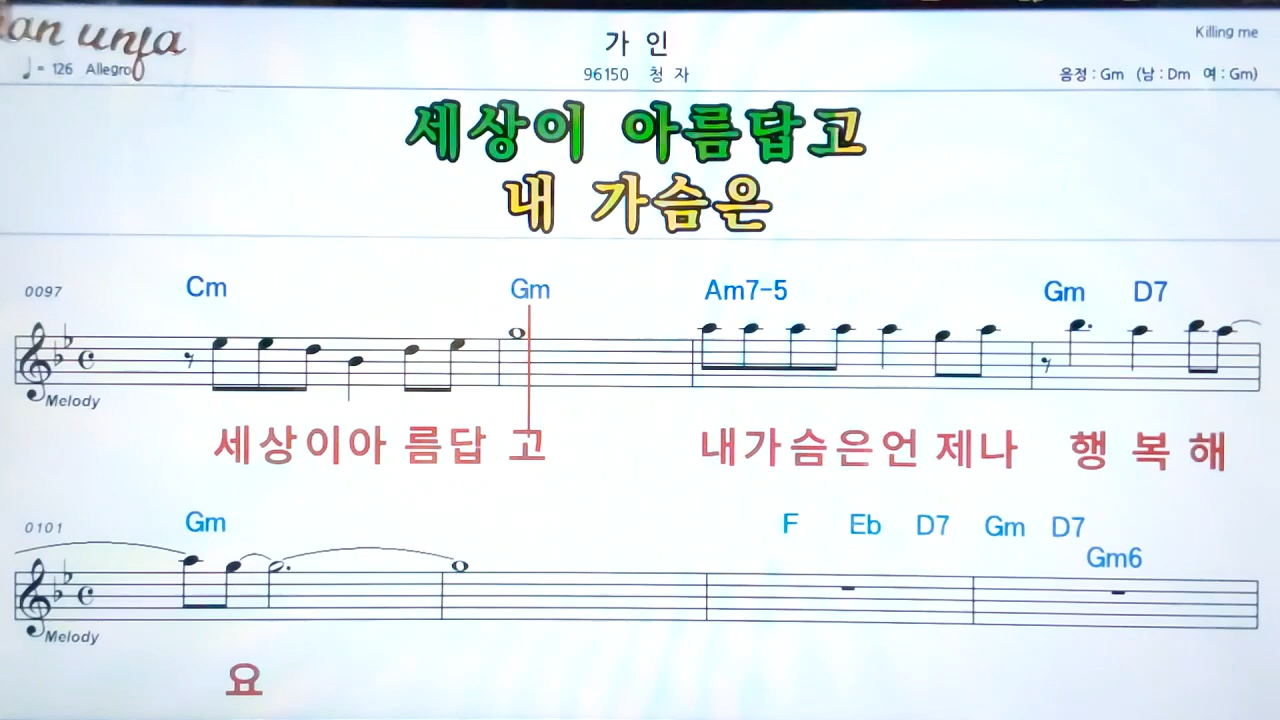 an unfa
가 인
Killing me
♩= 126 Allegro
96150 청 자
음정 : Gm (남 : Dm 여 : Gm)
세상이 아름답고
내 가슴은
0097 Cm Gm Am7-5 Gm D7
Melody
세상이아 름답 고 내가슴은언 제나 행 복 해
0101 Gm F Eb D7 Gm D7
Gm6
Melody
요